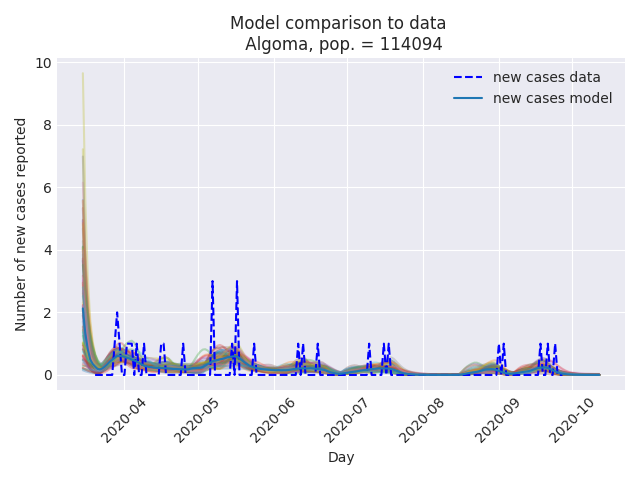 Model comparison to data
Algoma, pop. = 114094
new cases data
new cases model
Number of new cases reported
10
8
6
4
2
0
2020-04
2020-05
2020-06
2020-07
2020-08
2020-09
2020-10
Day